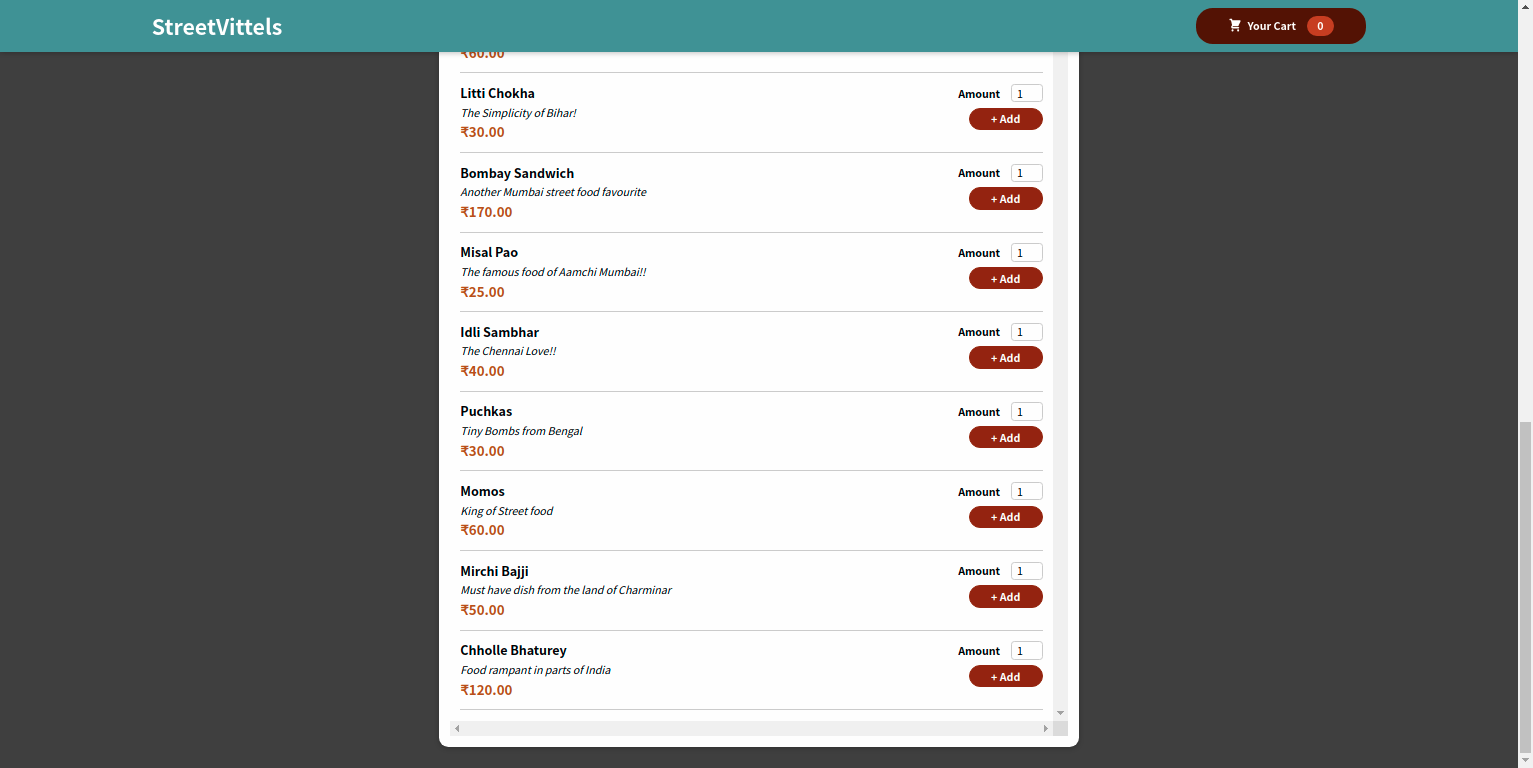 StreetVittels
Your Cart 0
₹60.00
Litti Chokha
The Simplicity of Bihar!
₹30.00
Amount 1
+ Add
Bombay Sandwich
Another Mumbai street food favourite
₹170.00
Amount 1
+ Add
Misal Pao
The famous food of Aamchi Mumbai!!
₹25.00
Amount 1
+ Add
Idli Sambhar
The Chennai Love!!
₹40.00
Amount 1
+ Add
Puchkas
Tiny Bombs from Bengal
₹30.00
Amount 1
+ Add
Momos
King of Street food
₹60.00
Amount 1
+ Add
Mirchi Bajji
Must have dish from the land of Charminar
₹50.00
Amount 1
+ Add
Chholle Bhaturey
Food rampant in parts of India
₹120.00
Amount 1
+ Add